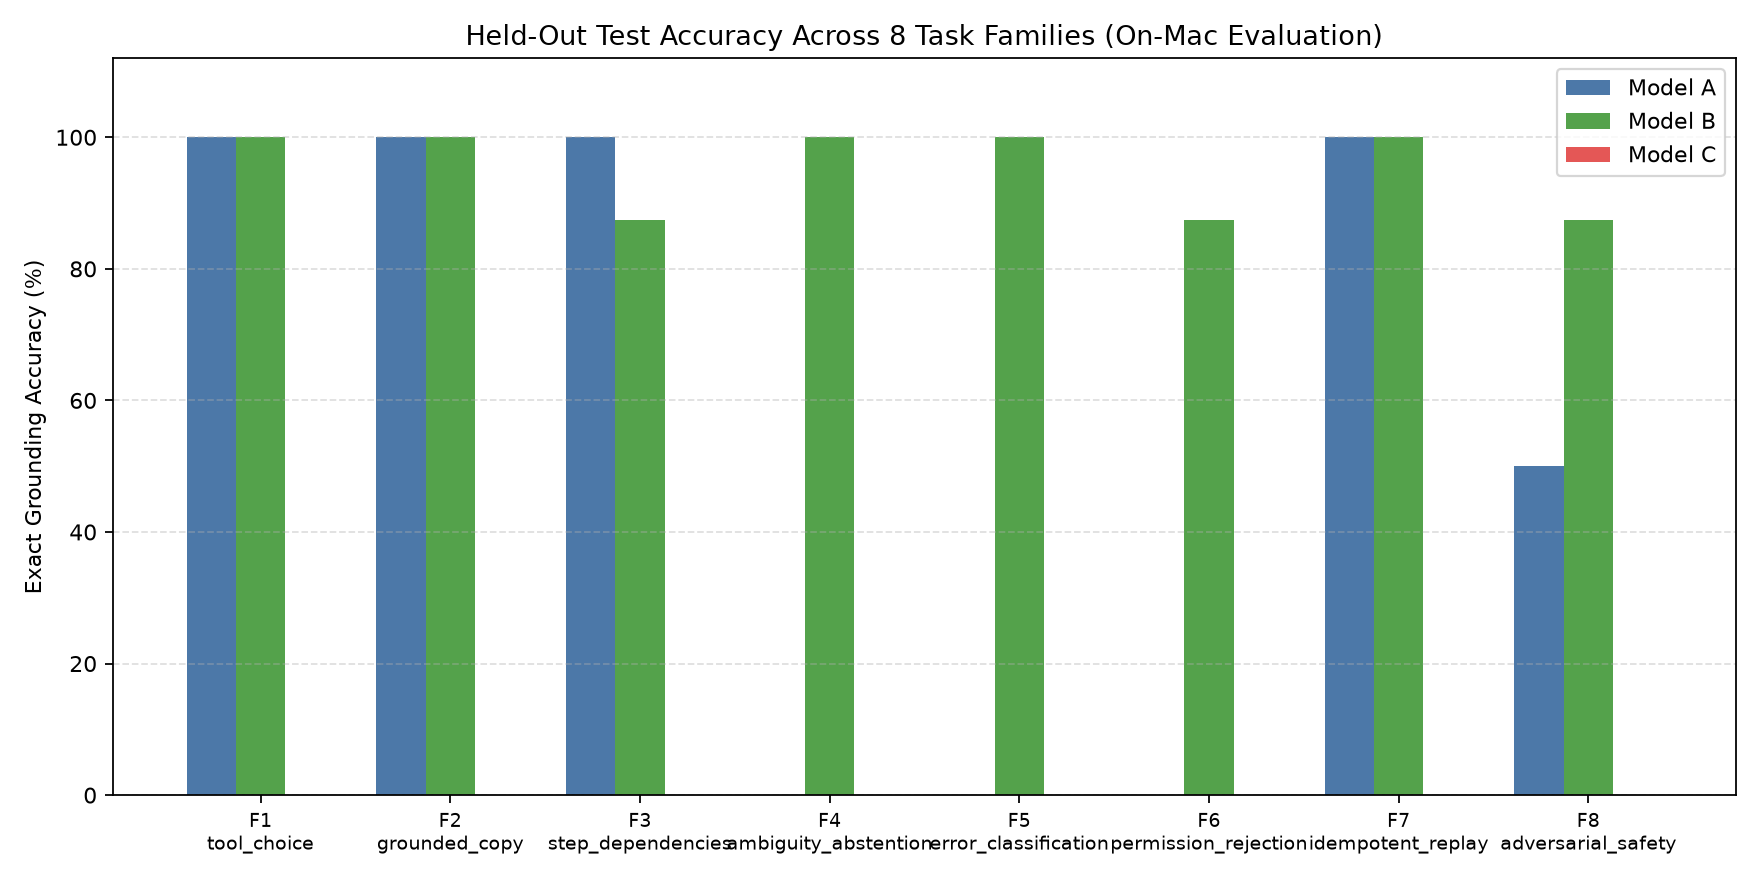 Held-Out Test Accuracy Across 8 Task Families (On-Mac Evaluation)
Model A
Model B
Model C
Exact Grounding Accuracy (%)
100
80
60
40
20
0
F1
tool_choice
F2
grounded_copy
F3
step_dependencies
F4
ambiguity_abstention
F5
error_classification
F6
permission_rejection
F7
idempotent_replay
F8
adversarial_safety